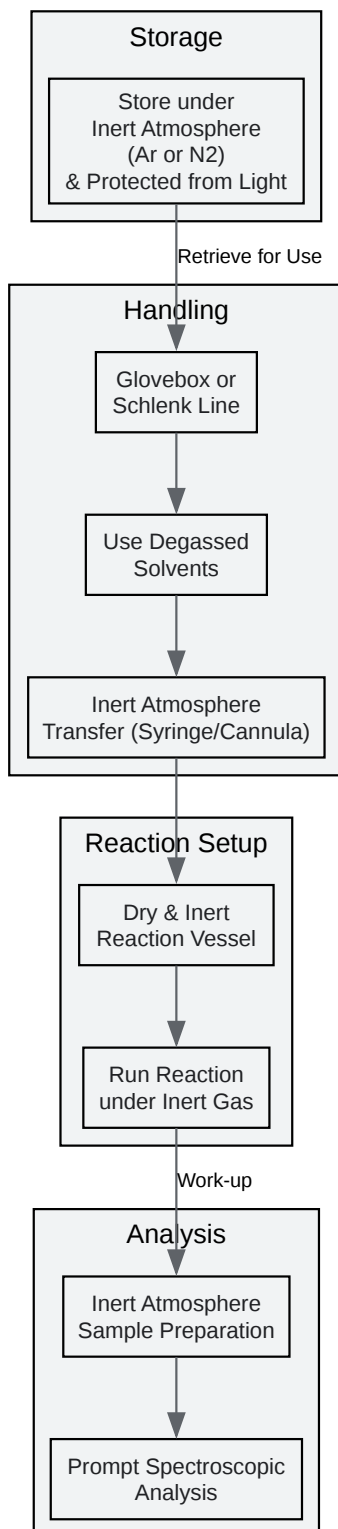 Storage
Store under
Inert Atmosphere
(Ar or N2)
& Protected from Light
Retrieve for Use
Handling
Glovebox or
Schlenk Line
Use Degassed
Solvents
Inert Atmosphere
Transfer (Syringe/Cannula)
Reaction Setup
Dry & Inert
Reaction Vessel
Run Reaction
under Inert Gas
Work-up
Analysis
Inert Atmosphere
Sample Preparation
Prompt Spectroscopic
Analysis